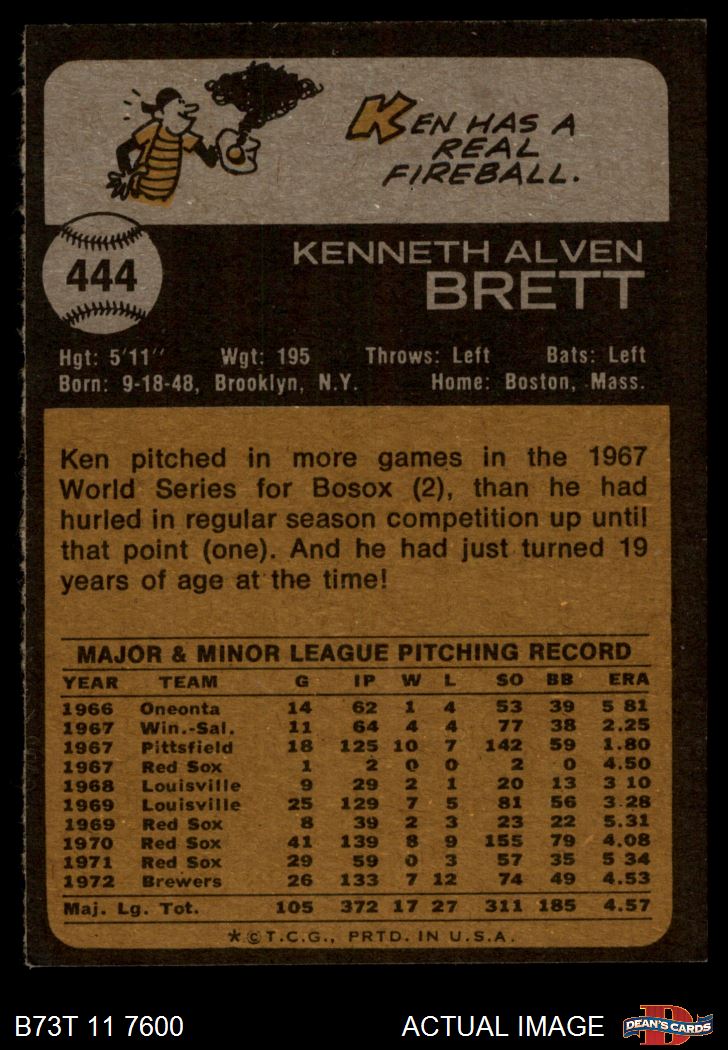 KEN HAS A
REAL
FIREBALL.
444
KENNETH ALVEN
BRETT
Hgt: 5'11" Wgt: 195 Throws: Left Bats: Left
Born: 9-18-48, Brooklyn, N.Y. Home: Boston, Mass.
Ken pitched in more games in the 1967
World Series for Bosox (2), than he had
hurled in regular season competition up until
that point (one). And he had just turned 19
years of age at the time!
MAJOR & MINOR LEAGUE PITCHING RECORD
YEAR TEAM G IP W L SO BB ERA
1966 Oneonta 14 62 1 4 53 39 5 81
1967 Win.-Sal. 11 64 4 4 77 38 2.25
1967 Pittsfield 18 125 10 7 142 59 1.80
1967 Red Sox 1 2 0 0 2 0 4.50
1968 Louisville 9 29 2 1 20 13 3 10
1969 Louisville 25 129 7 5 81 56 3.28
1969 Red Sox 8 39 2 3 23 22 5.31
1970 Red Sox 41 139 8 9 155 79 4.08
1971 Red Sox 29 59 0 3 57 35 5 34
1972 Brewers 26 133 7 12 74 49 4.53
Maj. Lg. Tot. 105 372 17 27 311 185 4.57
*©T.C.G., PRTD. IN U.S.A.
B73T 11 7600 ACTUAL IMAGE D DEAN'S CARDS